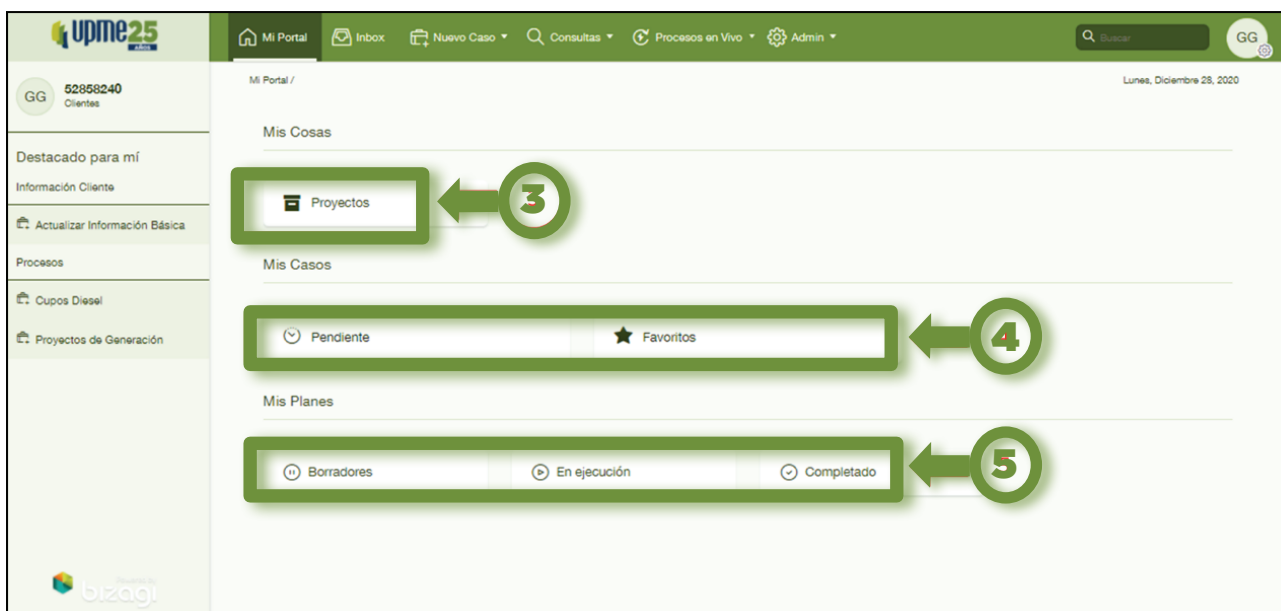 upme25
años
Mi Portal
Inbox
Nuevo Caso
Consultas
Procesos en Vivo
Admin
Buscar
GG
GG
52858240
Clientes
Mi Portal /
Lunes, Diciembre 28, 2020
Destacado para mí
Información Cliente
Actualizar Información Básica
Procesos
Cupos Diesel
Proyectos de Generación
Mis Cosas
Proyectos
3
Mis Casos
Pendiente
Favoritos
4
Mis Planes
Borradores
En ejecución
Completado
5
Powered by
bizagi